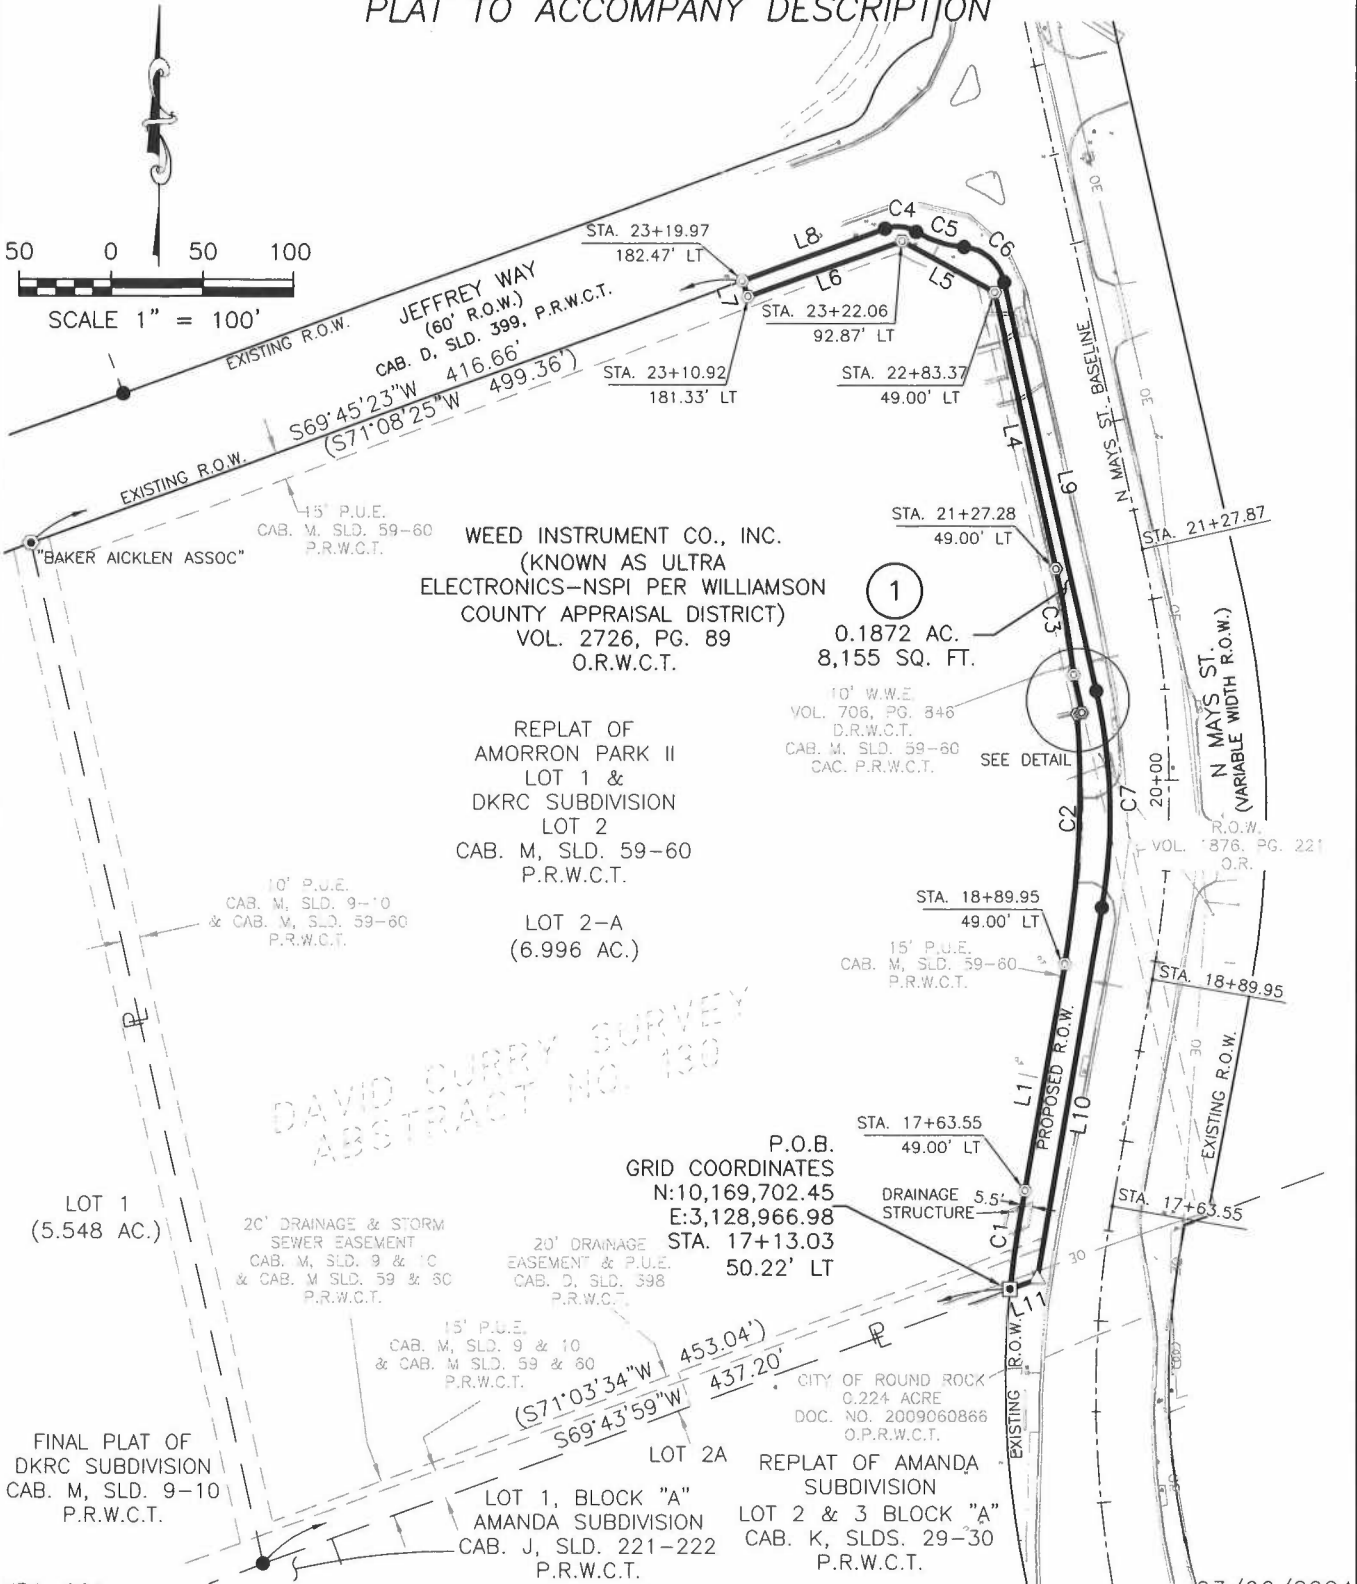 PLAT TO ACCOMPANY DESCRIPTION
50 0 50 100
SCALE 1" = 100'
STA. 23+19.97
182.47' LT
L8
C4
C5
C6
L7
L6
L5
JEFFREY WAY
(60' R.O.W.)
CAB. D, SLD. 399, P.R.W.C.T.
EXISTING R.O.W.
STA. 23+22.06
92.87' LT
STA. 23+10.92
181.33' LT
STA. 22+83.37
49.00' LT
S69°45'23"W 416.66'
(S71°08'25"W 499.36')
EXISTING R.O.W.
"BAKER AICKLEN ASSOC"
15' P.U.E.
CAB. M, SLD. 59-60
P.R.W.C.T.
L4
L9
N MAYS ST. BASELINE
OE
OE
OE
STA. 21+27.28
49.00' LT
STA. 21+27.87
WEED INSTRUMENT CO., INC.
(KNOWN AS ULTRA
ELECTRONICS-NSPI PER WILLIAMSON
COUNTY APPRAISAL DISTRICT)
VOL. 2726, PG. 89
O.R.W.C.T.
1
0.1872 AC.
8,155 SQ. FT.
C3
10' W.W.E.
VOL. 706, PG. 846
D.R.W.C.T.
CAB. M, SLD. 59-60
CAC. P.R.W.C.T.
SEE DETAIL
N MAYS ST.
(VARIABLE WIDTH R.O.W.)
20+00
REPLAT OF
AMORRON PARK II
LOT 1 &
DKRC SUBDIVISION
LOT 2
CAB. M, SLD. 59-60
P.R.W.C.T.
C2
C7
R.O.W.
VOL. 1876, PG. 221
O.R.
10' P.U.E.
CAB. M, SLD. 9-10
& CAB. M, SLD. 59-60
P.R.W.C.T.
LOT 2-A
(6.996 AC.)
STA. 18+89.95
49.00' LT
15' P.U.E.
CAB. M, SLD. 59-60
P.R.W.C.T.
STA. 18+89.95
PL
DAVID CURRY SURVEY
ABSTRACT NO. 130
L1
PROPOSED R.O.W.
L10
OE
EXISTING R.O.W.
STA. 17+63.55
49.00' LT
P.O.B.
GRID COORDINATES
N:10,169,702.45
E:3,128,966.98
STA. 17+13.03
50.22' LT
DRAINAGE STRUCTURE
5.5'
C1
STA. 17+63.55
L11
OE
LOT 1
(5.548 AC.)
20' DRAINAGE & STORM
SEWER EASEMENT
CAB. M, SLD. 9 & 10
& CAB. M SLD. 59 & 60
P.R.W.C.T.
20' DRAINAGE
EASEMENT & P.U.E.
CAB. D, SLD. 398
P.R.W.C.T.
15' P.U.E.
CAB. M, SLD. 9 & 10
& CAB. M SLD. 59 & 60
P.R.W.C.T.
(S71°03'34"W 453.04')
S69°43'59"W 437.20'
PL
EXISTING R.O.W.
CITY OF ROUND ROCK
0.224 ACRE
DOC. NO. 2009060866
O.P.R.W.C.T.
FINAL PLAT OF
DKRC SUBDIVISION
CAB. M, SLD. 9-10
P.R.W.C.T.
LOT 2A
LOT 1, BLOCK "A"
AMANDA SUBDIVISION
CAB. J, SLD. 221-222
P.R.W.C.T.
REPLAT OF AMANDA
SUBDIVISION
LOT 2 & 3 BLOCK "A"
CAB. K, SLDS. 29-30
P.R.W.C.T.